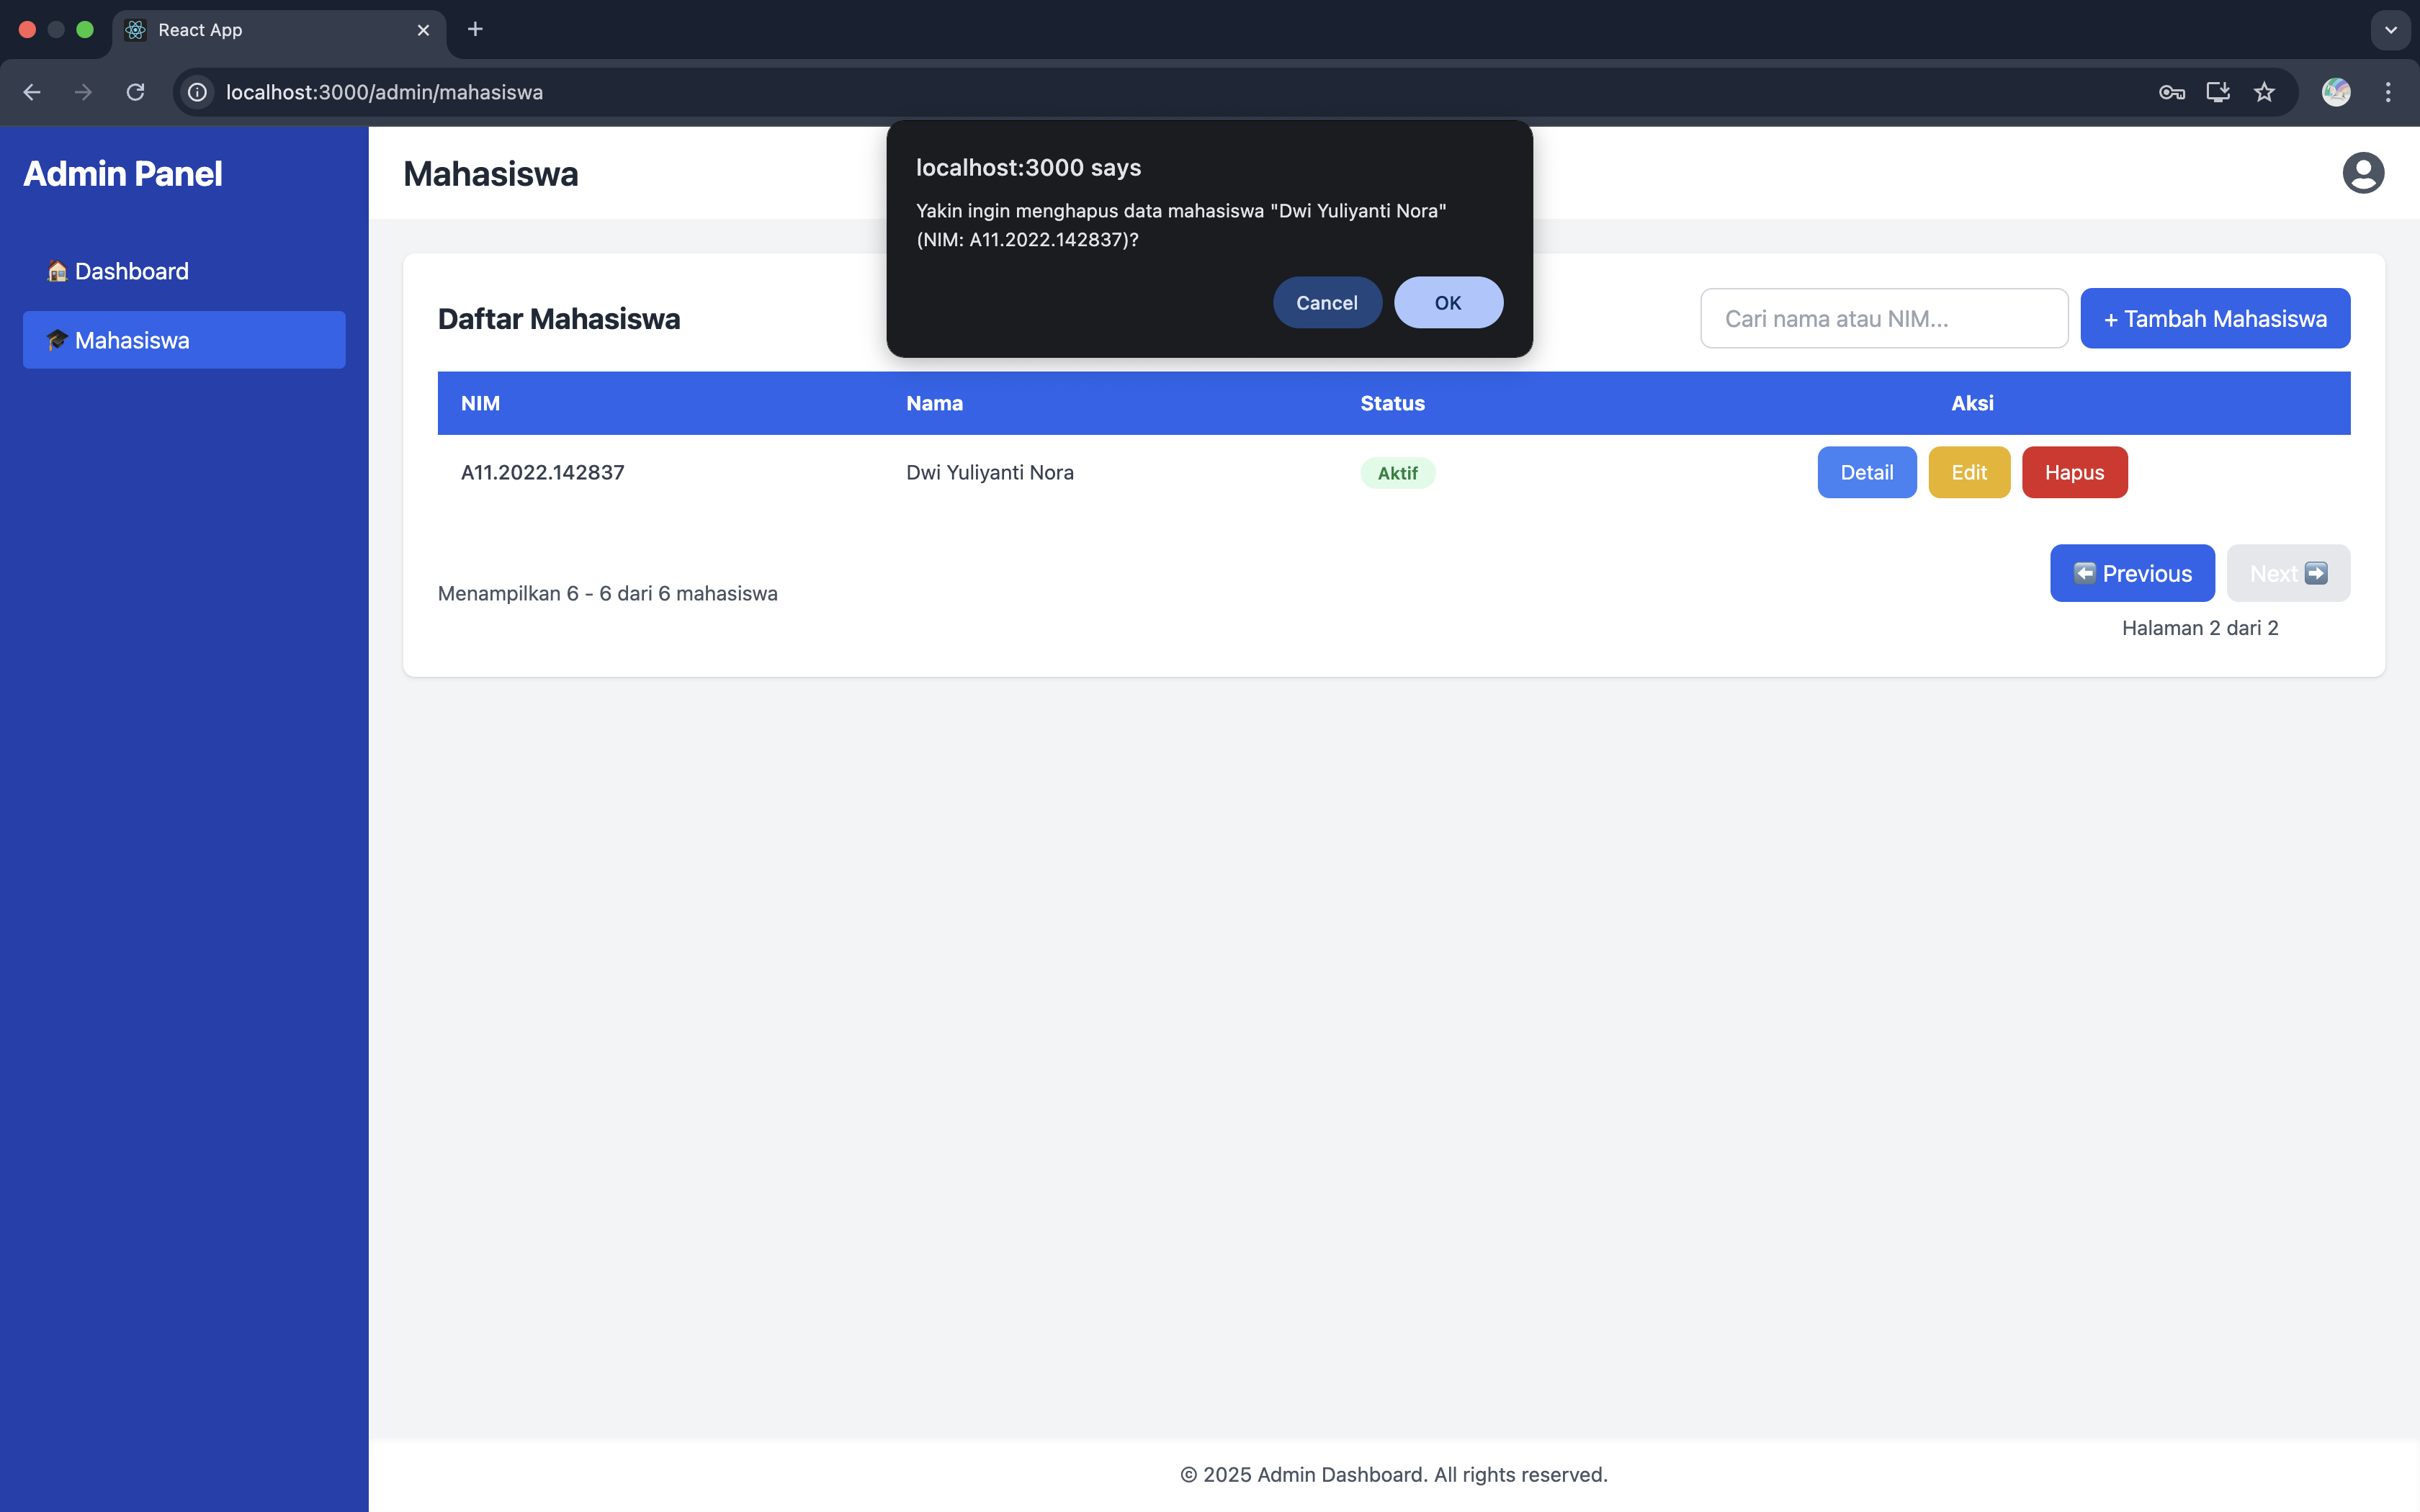 React App
localhost:3000/admin/mahasiswa
Admin Panel
Dashboard
Mahasiswa
Mahasiswa
localhost:3000 says
Yakin ingin menghapus data mahasiswa "Dwi Yuliyanti Nora"
(NIM: A11.2022.142837)?
Cancel OK
Daftar Mahasiswa
Cari nama atau NIM...
+ Tambah Mahasiswa
NIM Nama Status Aksi
A11.2022.142837 Dwi Yuliyanti Nora Aktif Detail Edit Hapus
Menampilkan 6 - 6 dari 6 mahasiswa
⬅️ Previous Next ➡️
Halaman 2 dari 2
© 2025 Admin Dashboard. All rights reserved.